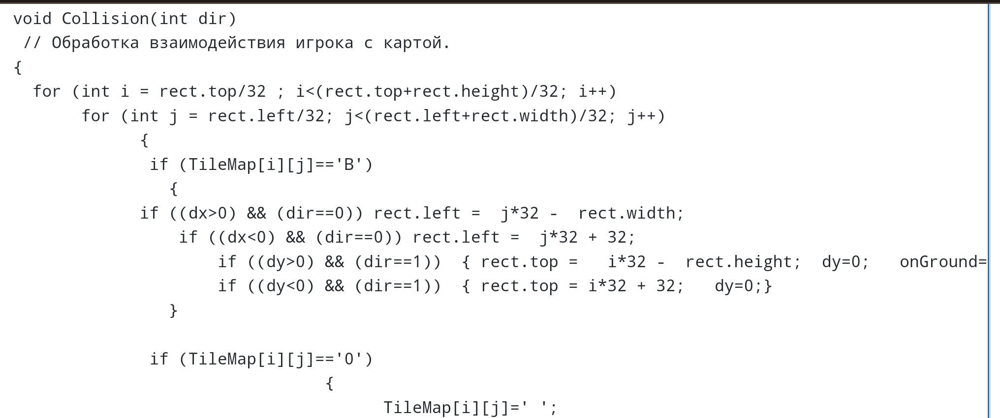 void Collision(int dir)
// Обработка взаимодействия игрока с картой.
{
for (int i = rect.top/32 ; i<(rect.top+rect.height)/32; i++)
for (int j = rect.left/32; j<(rect.left+rect.width)/32; j++)
{
if (TileMap[i][j]=='B')
{
if ((dx>0) && (dir==0)) rect.left =  j*32 -  rect.width;
if ((dx<0) && (dir==0)) rect.left =  j*32 + 32;
if ((dy>0) && (dir==1))  { rect.top =   i*32 -  rect.height;  dy=0;   onGround=
if ((dy<0) && (dir==1))  { rect.top = i*32 + 32;   dy=0;}
}
if (TileMap[i][j]=='0')
{
TileMap[i][j]=' ';